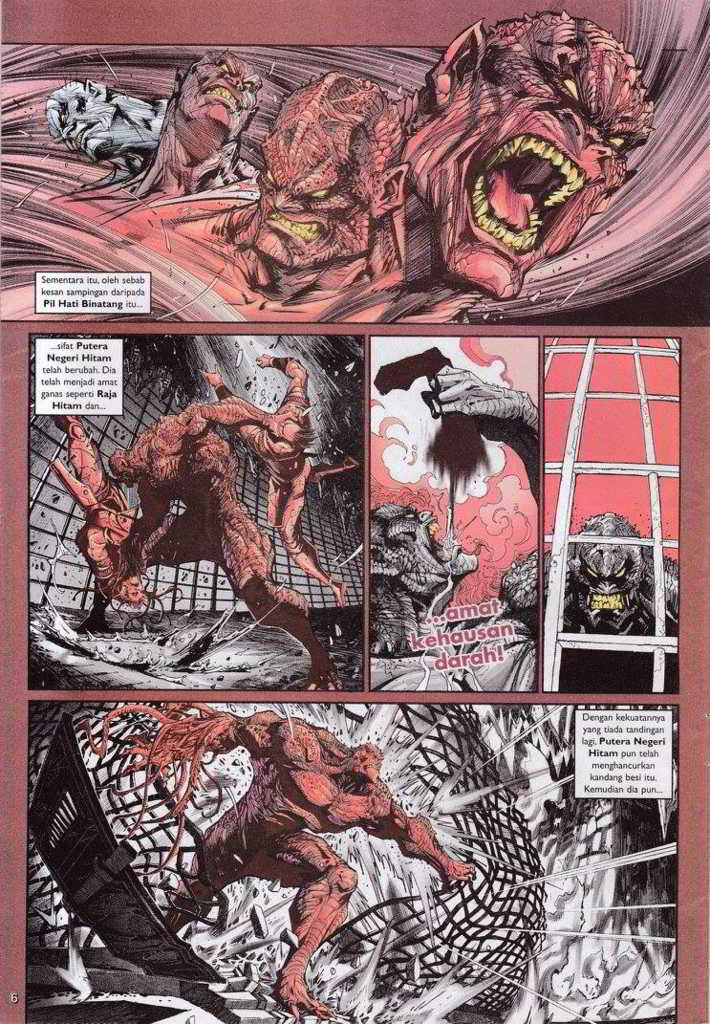 Sementara itu, oleh sebab
kesan sampingan daripada
Pil Hati Binatang itu...
...sifat Putera
Negeri Hitam
telah berubah. Dia
telah menjadi amat
ganas seperti Raja
Hitam dan...
...amat
kehausan
darah!
Dengan kekuatannya
yang tiada tandingan
lagi, Putera Negeri
Hitam pun telah
menghancurkan
kandang besi itu.
Kemudian dia pun...
6